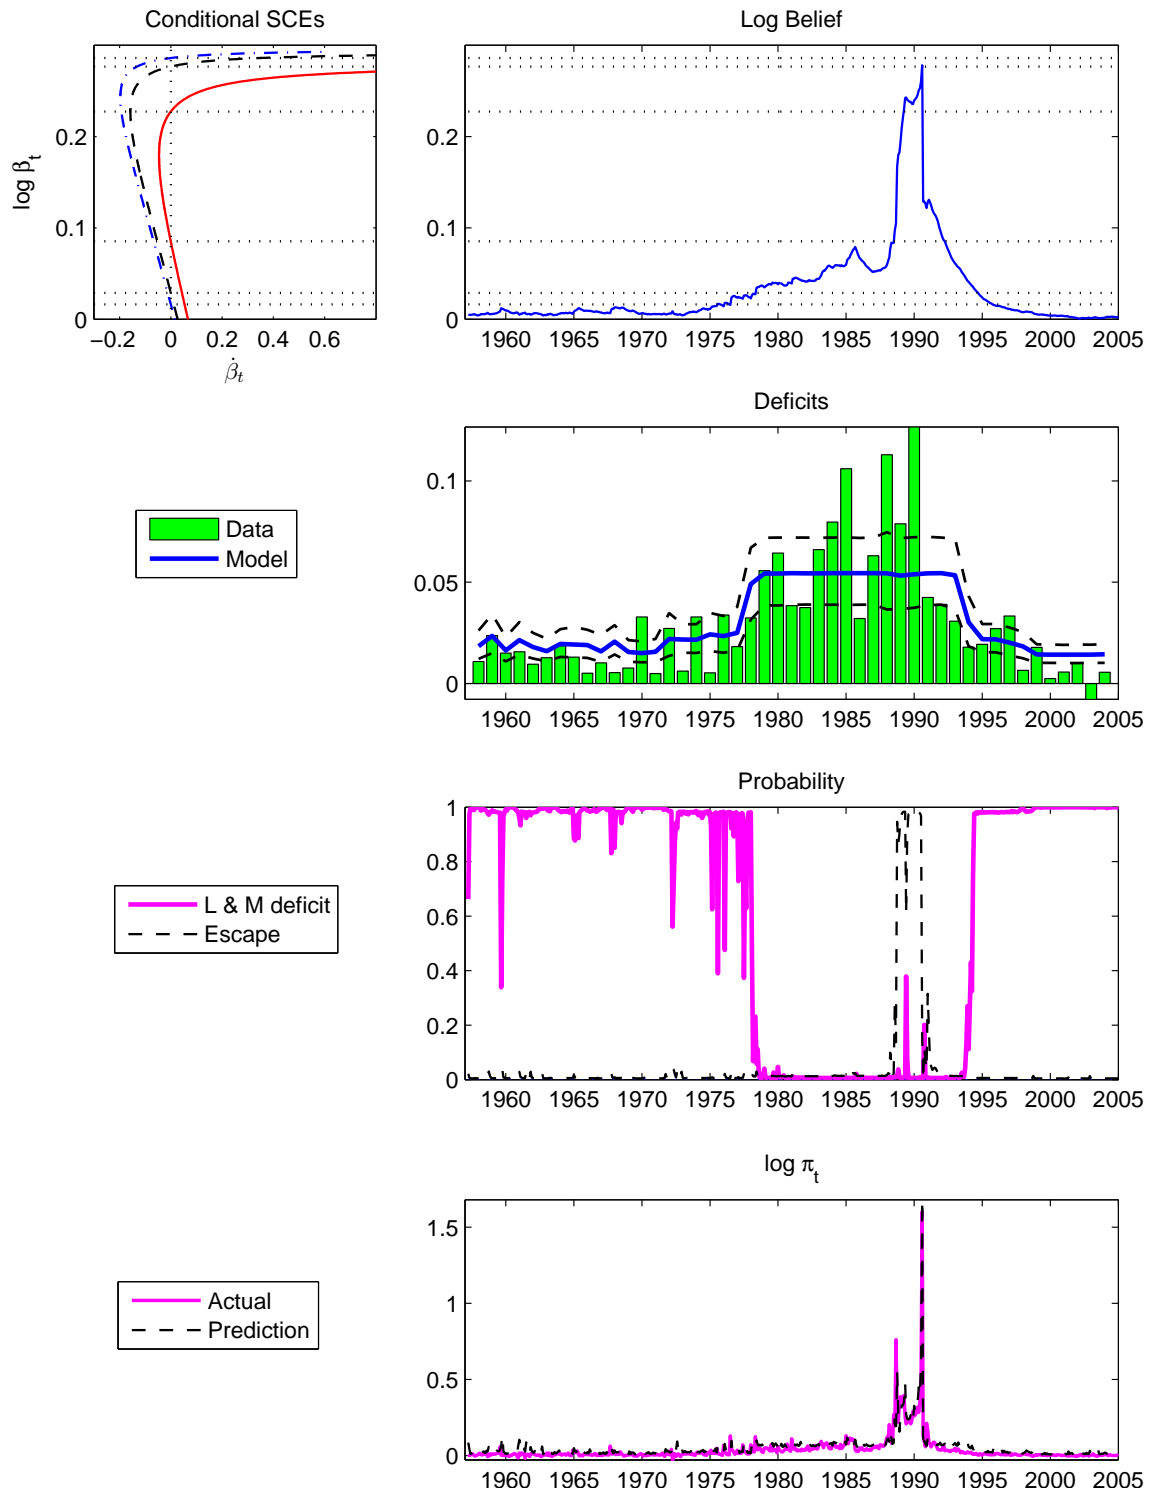 Conditional SCEs
Log Belief
0.2
0.1
0
log β_t
−0.2 0 0.2 0.4 0.6
β̇_t
0.2
0.1
0
1960 1965 1970 1975 1980 1985 1990 1995 2000 2005
Deficits
0.1
0.05
0
1960 1965 1970 1975 1980 1985 1990 1995 2000 2005
Data
Model
Probability
1
0.8
0.6
0.4
0.2
0
1960 1965 1970 1975 1980 1985 1990 1995 2000 2005
L & M deficit
Escape
log π_t
1.5
1
0.5
0
1960 1965 1970 1975 1980 1985 1990 1995 2000 2005
Actual
Prediction